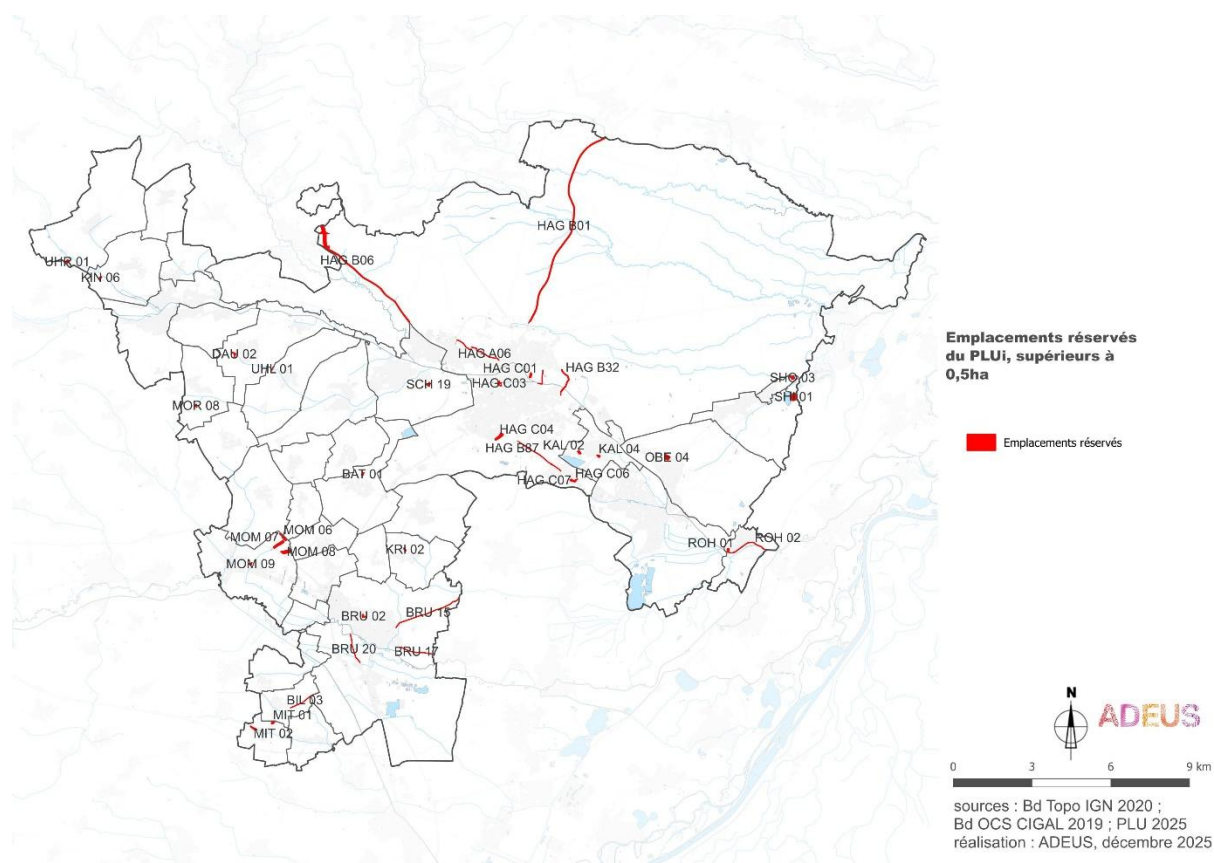 HAG B01
HAG B06
UHR 01
KIN 06
DAU 02
UHL 01
HAG A06
HAG C01
HAG B32
SCH 19
HAG C03
SHO 03
SHI 01
MOR 08
HAG C04
HAG B87
KAL 02
KAL 04
OBE 04
BAT 01
HAG C07
HAG C06
MOM 07
MOM 06
MOM 08
MOM 09
KRI 02
ROH 01
ROH 02
BRU 02
BRU 15
BRU 20
BRU 17
BIL 03
MIT 01
MIT 02
Emplacements réservés
du PLUi, supérieurs à
0,5ha
Emplacements réservés
N
ADEUS
0 3 6 9 km
sources : Bd Topo IGN 2020 ;
Bd OCS CIGAL 2019 ; PLU 2025
réalisation : ADEUS, décembre 2025